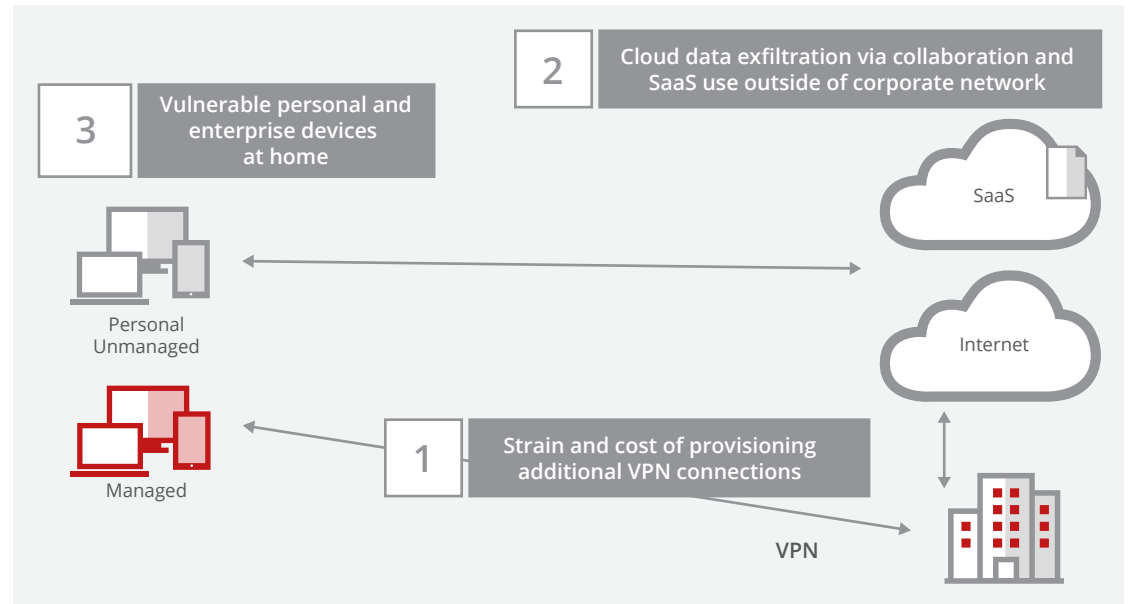 2
Cloud data exfiltration via collaboration and
SaaS use outside of corporate network
3
Vulnerable personal and
enterprise devices
at home
SaaS
Personal
Unmanaged
Internet
Managed
1
Strain and cost of provisioning
additional VPN connections
VPN